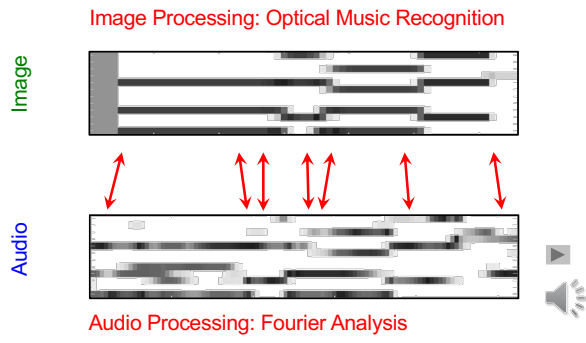 Image Processing: Optical Music Recognition
Image
Audio
Audio Processing: Fourier Analysis